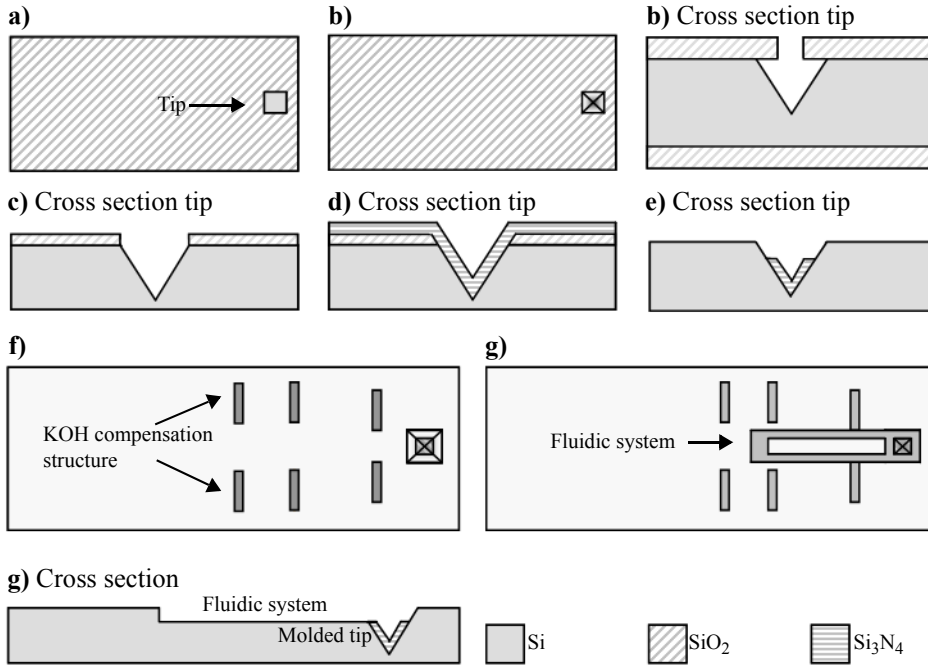 a)
b)
b) Cross section tip
Tip
c) Cross section tip
d) Cross section tip
e) Cross section tip
f)
g)
KOH compensation
structure
Fluidic system
g) Cross section
Fluidic system
Molded tip
Si
SiO₂
Si₃N₄